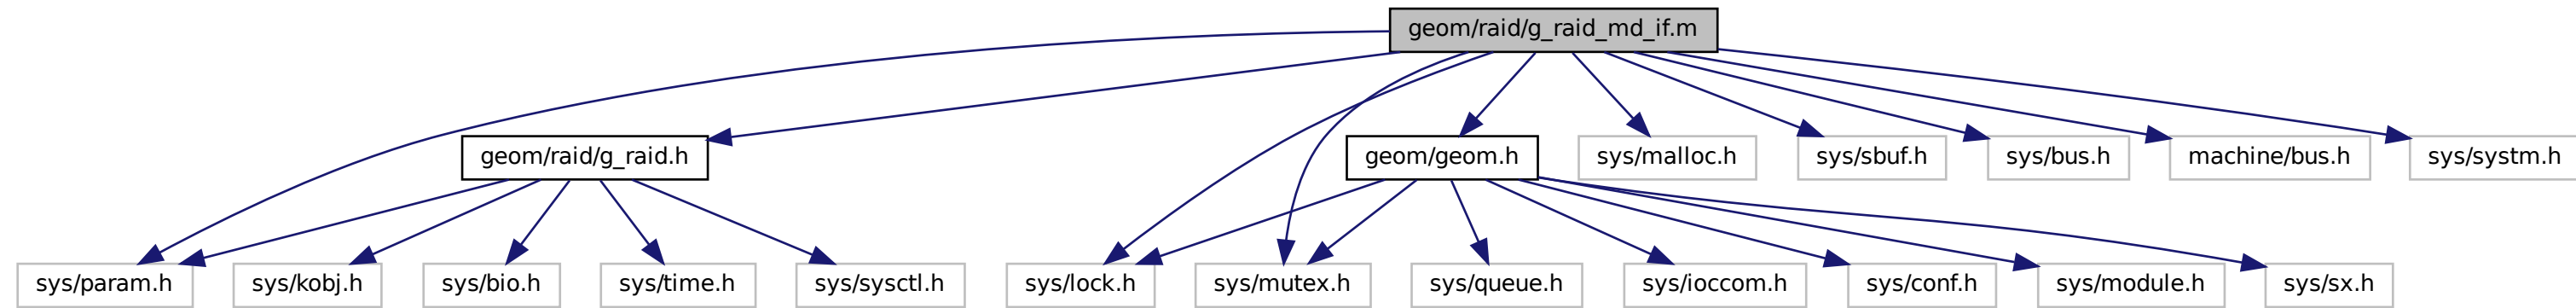 geom/raid/g_raid_md_if.m
geom/raid/g_raid.h
geom/geom.h
sys/malloc.h
sys/sbuf.h
sys/bus.h
machine/bus.h
sys/systm.h
sys/param.h
sys/kobj.h
sys/bio.h
sys/time.h
sys/sysctl.h
sys/lock.h
sys/mutex.h
sys/queue.h
sys/ioccom.h
sys/conf.h
sys/module.h
sys/sx.h